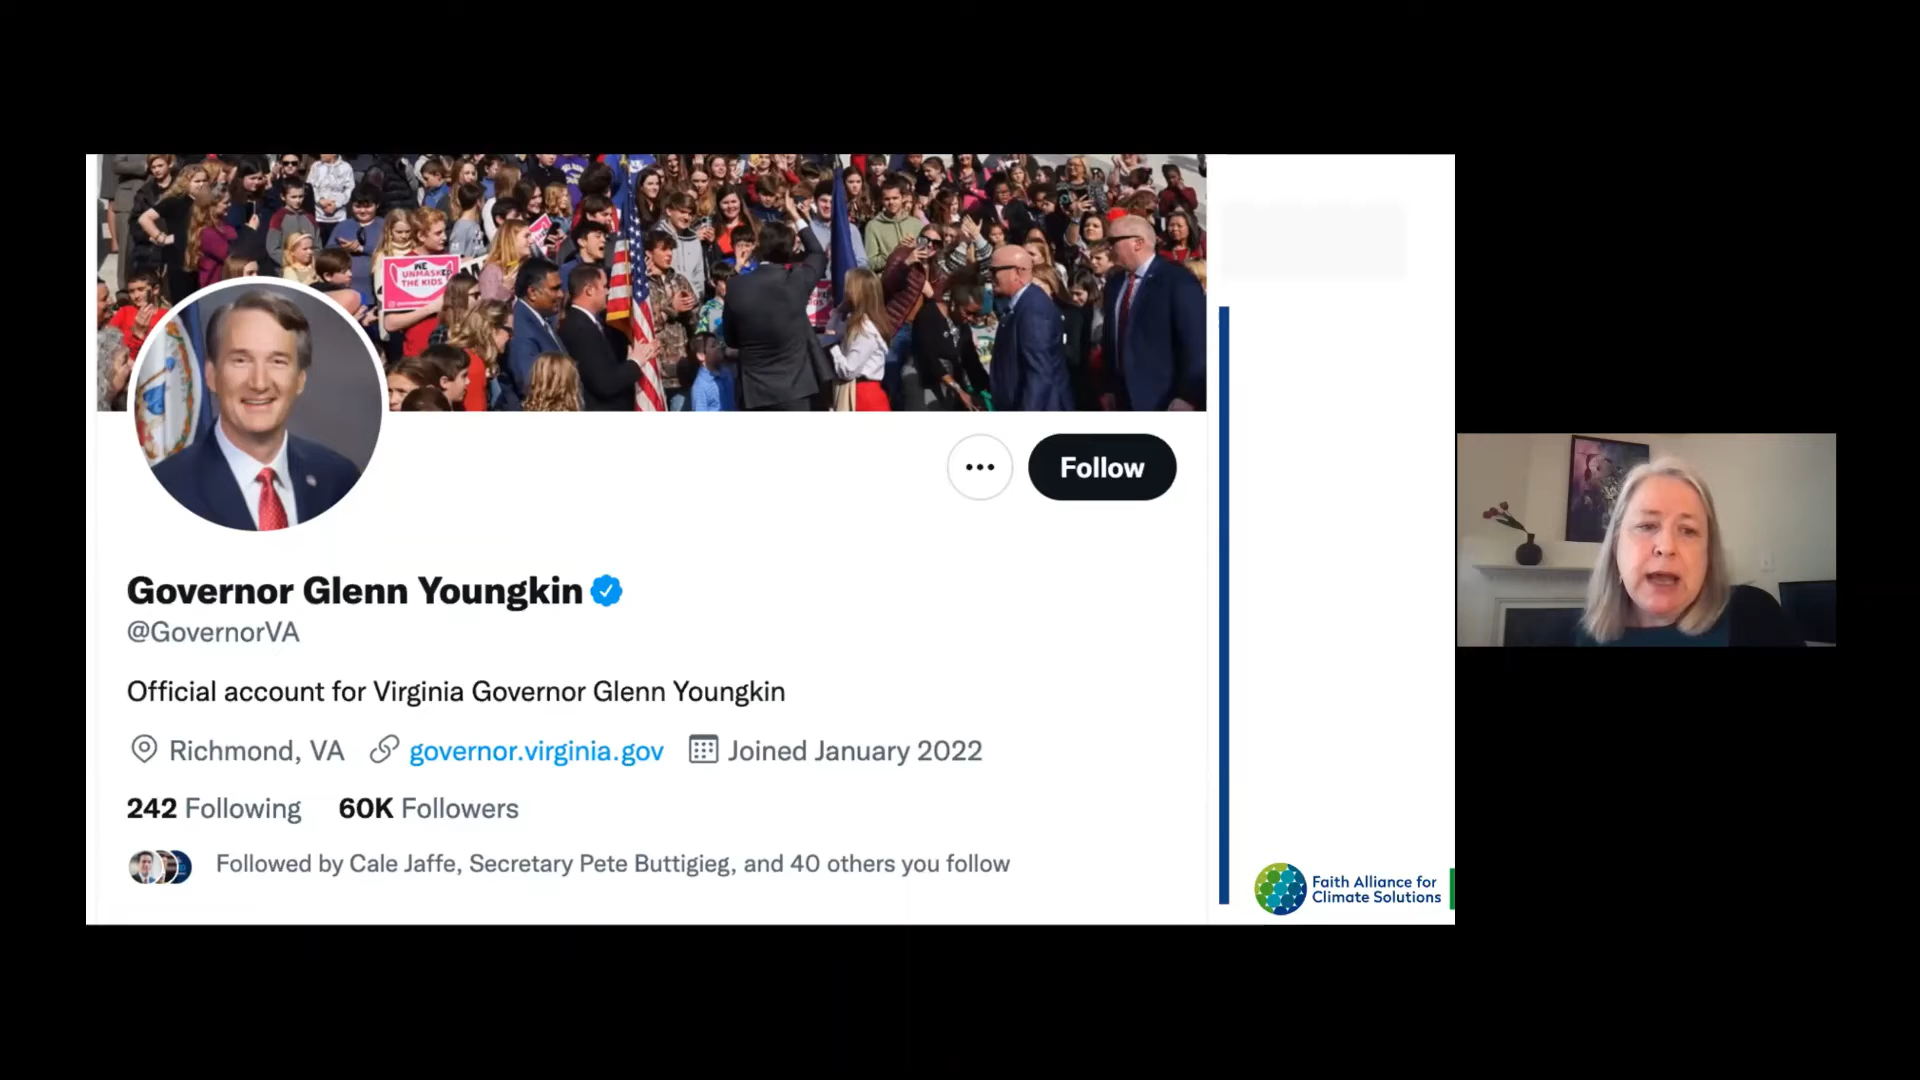 WE
UNMASKED
THE KIDS
Follow
Governor Glenn Youngkin
@GovernorVA
Official account for Virginia Governor Glenn Youngkin
Richmond, VA governor.virginia.gov Joined January 2022
242 Following 60K Followers
Followed by Cale Jaffe, Secretary Pete Buttigieg, and 40 others you follow
Faith Alliance for
Climate Solutions